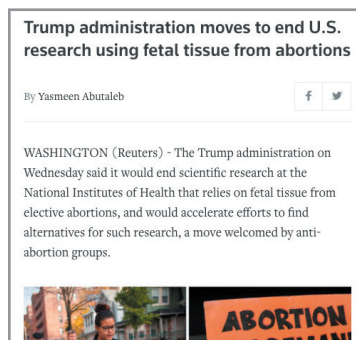 Trump administration moves to end U.S.
research using fetal tissue from abortions
By Yasmeen Abutaleb
WASHINGTON (Reuters) - The Trump administration on
Wednesday said it would end scientific research at the
National Institutes of Health that relies on fetal tissue from
elective abortions, and would accelerate efforts to find
alternatives for such research, a move welcomed by anti-
abortion groups.
ABORTION